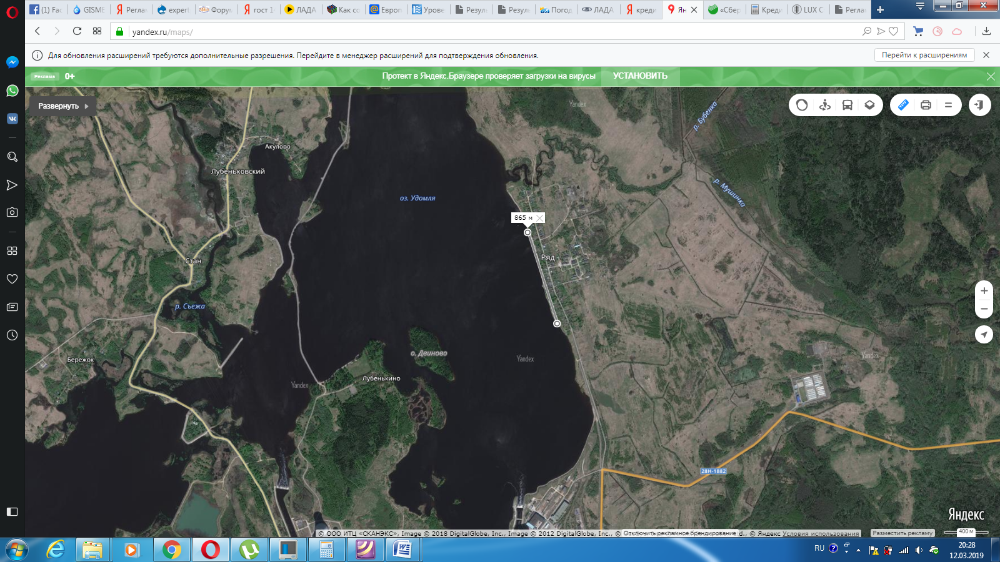 (1) Fac
GISME
Регла
expert.
Форум
гост 14
ЛАДА
Как со
Европ
Урове
Резуль
Резуль
Погод
ЛАДА
креди
Ян
«Сбер
Креди
LUX C
Регла
yandex.ru/maps/
Для обновления расширений требуются дополнительные разрешения. Перейдите в менеджер расширений для подтверждения обновления.
Перейти к расширениям
Реклама
0+
Протект в Яндекс.Браузере проверяет загрузки на вирусы
УСТАНОВИТЬ
Развернуть
Yandex
р. Бубенка
Акулово
Лубеньковский
р. Мушинка
оз. Удомля
865 м
Ряд
Стан
р. Съежа
о. Двиново
Yandex
Yandex
Бережок
Лубенькино
Yandex
28Н-1882
Яндекс
© ООО ИТЦ «СКАНЭКС», Image © 2018 DigitalGlobe, Inc., Image © 2012 DigitalGlobe, Inc., ©
Отключить рекламное брендирование
d., © Яндекс Условия использования
Разместить рекламу
400 м
RU
20:28
12.03.2019